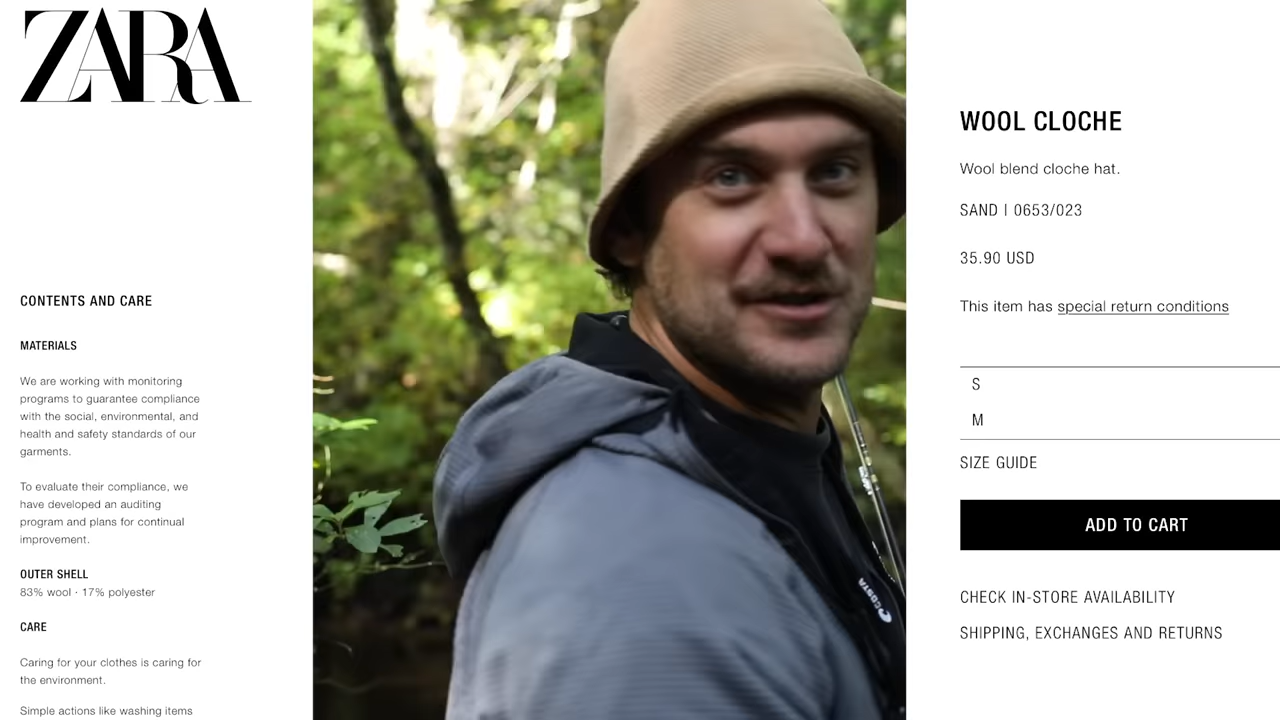 ZARA
CONTENTS AND CARE
MATERIALS
We are working with monitoring
programs to guarantee compliance
with the social, environmental, and
health and safety standards of our
garments.
To evaluate their compliance, we
have developed an auditing
program and plans for continual
improvement.
OUTER SHELL
83% wool · 17% polyester
CARE
Caring for your clothes is caring for
the environment.
Simple actions like washing items
COSTA
WOOL CLOCHE
Wool blend cloche hat.
SAND | 0653/023
35.90 USD
This item has special return conditions
S
M
SIZE GUIDE
ADD TO CART
CHECK IN-STORE AVAILABILITY
SHIPPING, EXCHANGES AND RETURNS